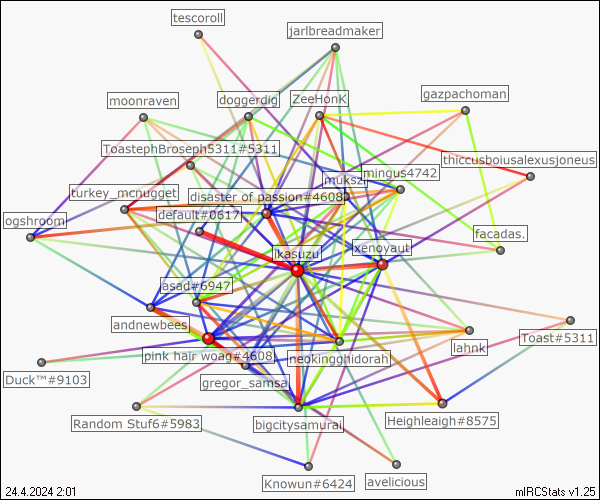 tescoroll
jarlbreadmaker
gazpachoman
moonraven
doggerdig
ZeeHonK
ToastephBroseph5311#5311
thiccusboiusalexusjoneus
mingus4742
mukszi
turkey_mcnugget
disaster of passion#4608
default#0617
ogshroom
facadas.
xenoyaut
jkasuzu
asad#6947
andnewbees
Toast#5311
lahnk
pink hair woag#4608
neokingghidorah
Duck™#9103
gregor_samsa
Random Stuf6#5983
bigcitysamurai
Heighleaigh#8575
Knowun#6424
avelicious
24.4.2024 2:01
mIRCStats v1.25